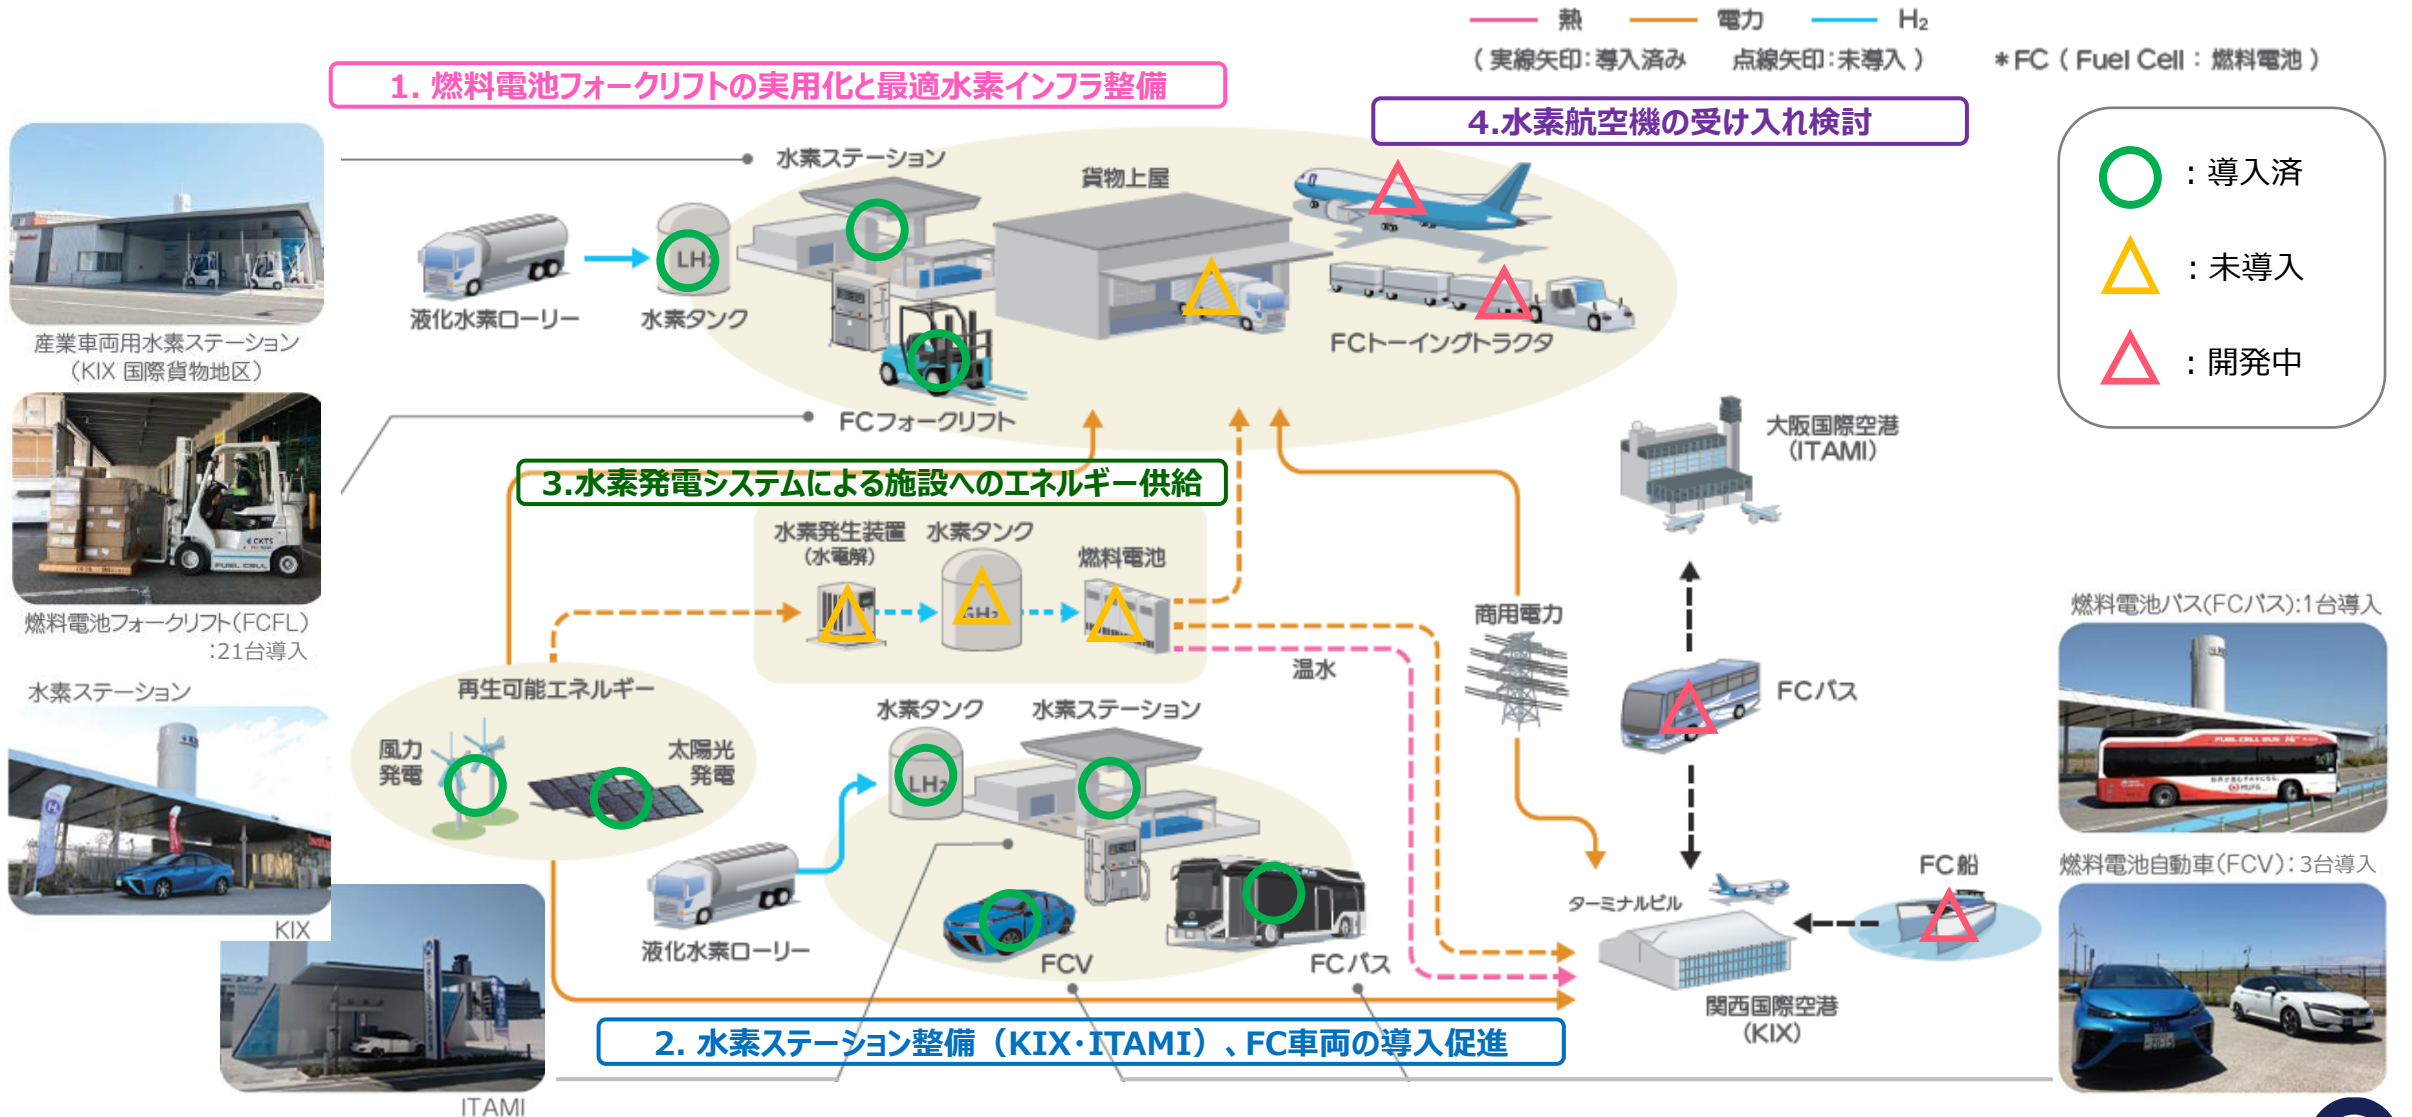 熱 電力 H₂
( 実線矢印：導入済み 点線矢印：未導入 ) *FC ( Fuel Cell : 燃料電池 )
1. 燃料電池フォークリフトの実用化と最適水素インフラ整備
4.水素航空機の受け入れ検討
：導入済
：未導入
：開発中
水素ステーション
貨物上屋
LH₂
液化水素ローリー
水素タンク
FCトーイングトラクタ
FCフォークリフト
産業車両用水素ステーション
（KIX 国際貨物地区）
CKTS
FUEL CELL
燃料電池フォークリフト(FCFL)
:21台導入
水素ステーション
KIX
ITAMI
3.水素発電システムによる施設へのエネルギー供給
水素発生装置
（水電解）
水素タンク
GH₂
燃料電池
温水
商用電力
大阪国際空港
（ITAMI）
FCバス
再生可能エネルギー
風力
発電
太陽光
発電
水素タンク
LH₂
水素ステーション
液化水素ローリー
FCV
FCバス
ターミナルビル
FC船
関西国際空港
（KIX）
2. 水素ステーション整備（KIX･ITAMI）、FC車両の導入促進
燃料電池バス(FCバス):1台導入
FUEL CELL BUS
MUFG
燃料電池自動車(FCV)：3台導入